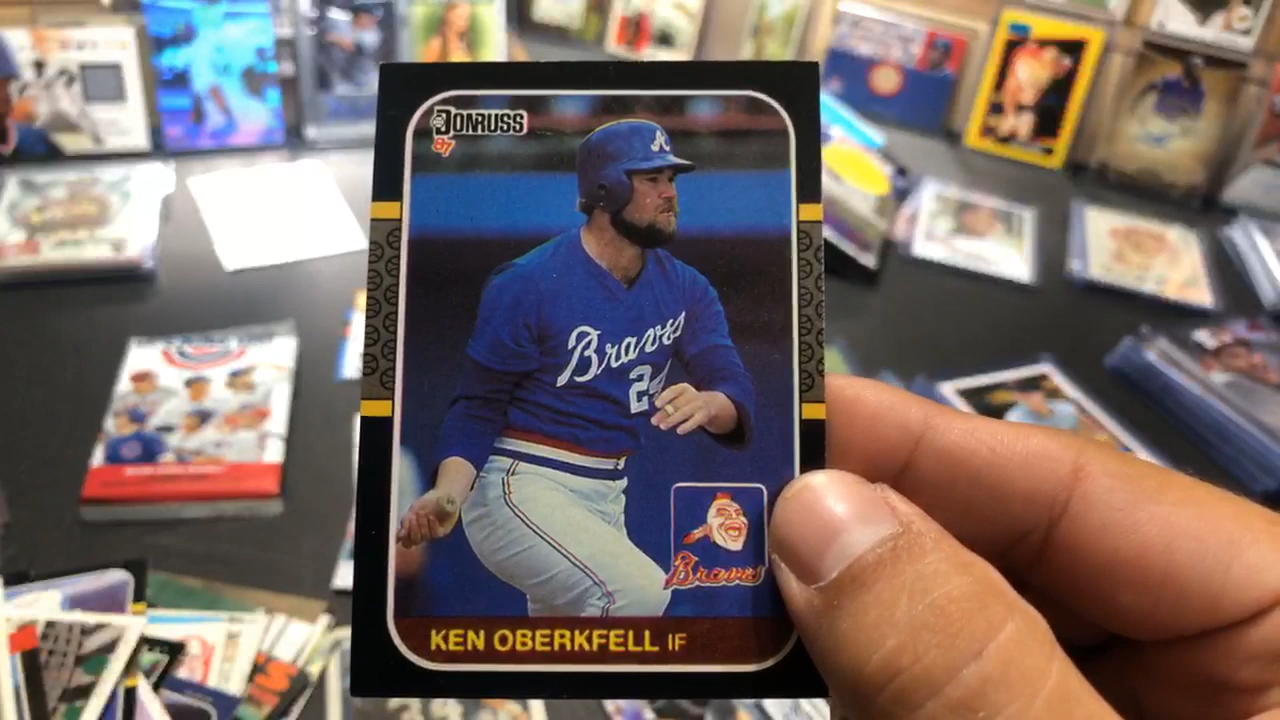 DONRUSS
87
A
Braves
24
Braves
KEN OBERKFELL IF